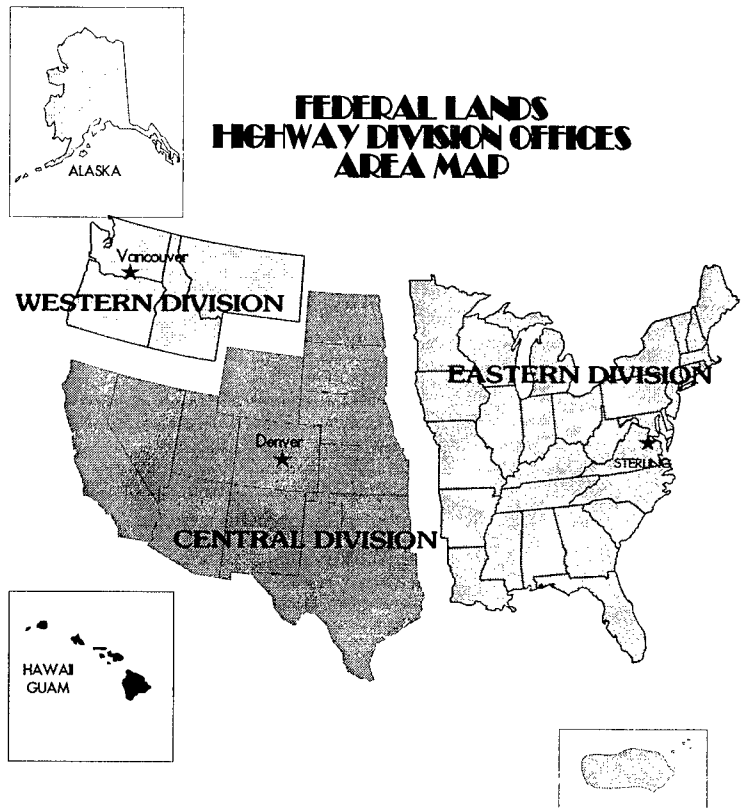 FEDERAL LANDS
HIGHWAY DIVISION OFFICES
AREA MAP
ALASKA
Vancouver
WESTERN DIVISION
EASTERN DIVISION
Denver
STERLING
CENTRAL DIVISION
HAWAII
GUAM